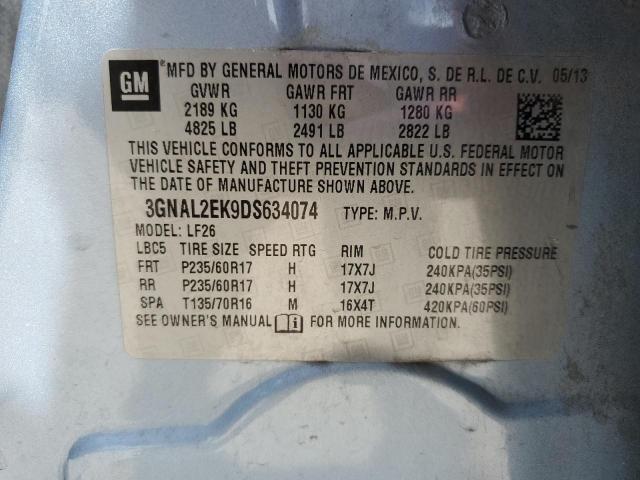 GM
*MFD BY GENERAL MOTORS DE MEXICO, S. DE R.L. DE C.V. 05/13
GVWR GAWR FRT GAWR RR
2189 KG 1130 KG 1280 KG
4825 LB 2491 LB 2822 LB
THIS VEHICLE CONFORMS TO ALL APPLICABLE U.S. FEDERAL MOTOR
VEHICLE SAFETY AND THEFT PREVENTION STANDARDS IN EFFECT ON
THE DATE OF MANUFACTURE SHOWN ABOVE.
3GNAL2EK9DS634074 TYPE: M.P.V.
MODEL: LF26
LBC5 TIRE SIZE SPEED RTG RIM COLD TIRE PRESSURE
FRT P235/60R17 H 17X7J 240KPA(35PSI)
RR P235/60R17 H 17X7J 240KPA(35PSI)
SPA T135/70R16 M 16X4T 420KPA(60PSI)
SEE OWNER'S MANUAL FOR MORE INFORMATION.